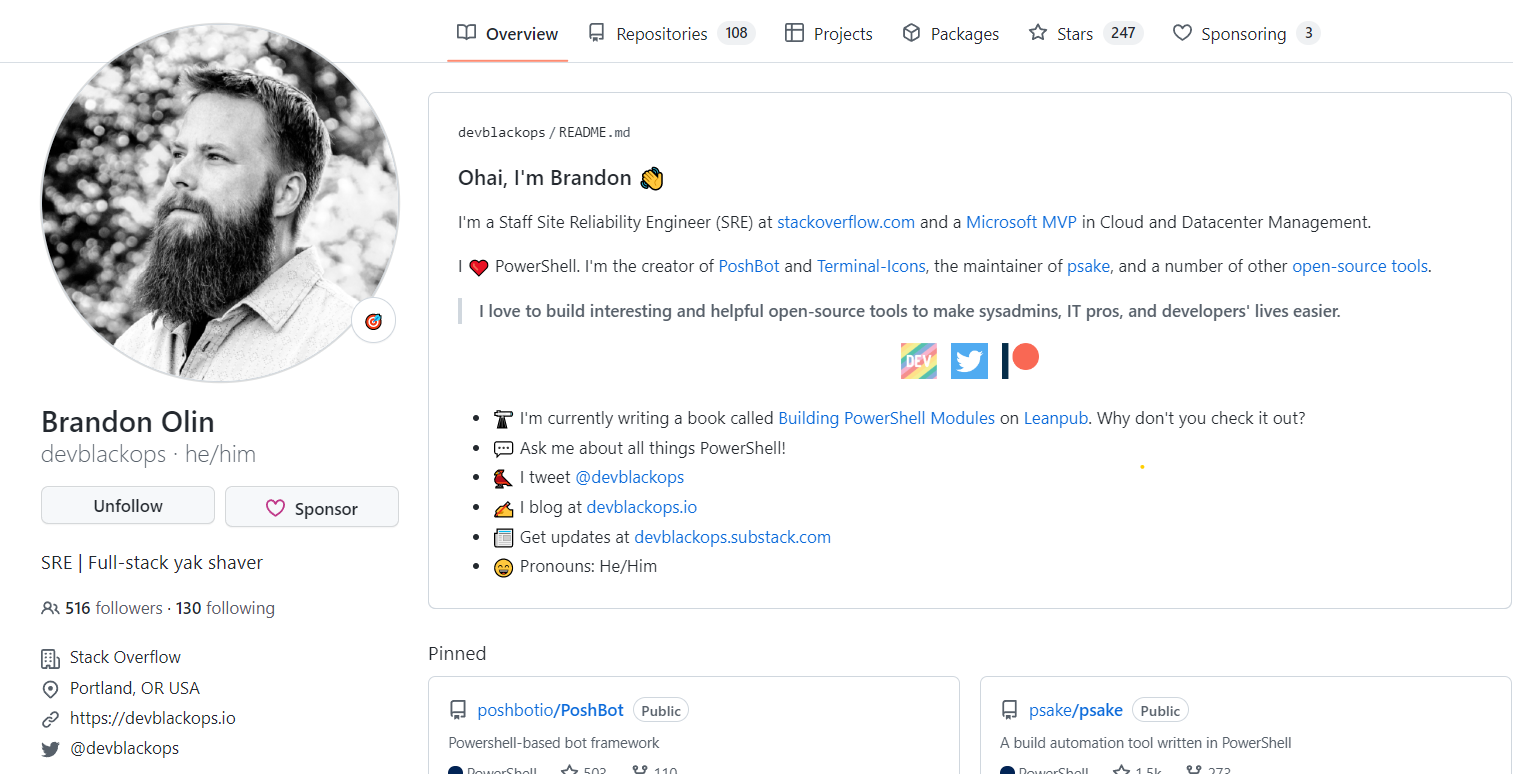 Overview
Repositories 108
Projects
Packages
Stars 247
Sponsoring 3
devblackops / README.md
Ohai, I'm Brandon 👋
I'm a Staff Site Reliability Engineer (SRE) at stackoverflow.com and a Microsoft MVP in Cloud and Datacenter Management.
I ❤️ PowerShell. I'm the creator of PoshBot and Terminal-Icons, the maintainer of psake, and a number of other open-source tools.
I love to build interesting and helpful open-source tools to make sysadmins, IT pros, and developers' lives easier.
DEV
I'm currently writing a book called Building PowerShell Modules on Leanpub. Why don't you check it out?
Ask me about all things PowerShell!
I tweet @devblackops
I blog at devblackops.io
Get updates at devblackops.substack.com
Pronouns: He/Him
Brandon Olin
devblackops · he/him
Unfollow
Sponsor
SRE | Full-stack yak shaver
516 followers · 130 following
Stack Overflow
Portland, OR USA
https://devblackops.io
@devblackops
Pinned
poshbotio/PoshBot Public
Powershell-based bot framework
PowerShell 503 110
psake/psake Public
A build automation tool written in PowerShell
PowerShell 1.5k 273